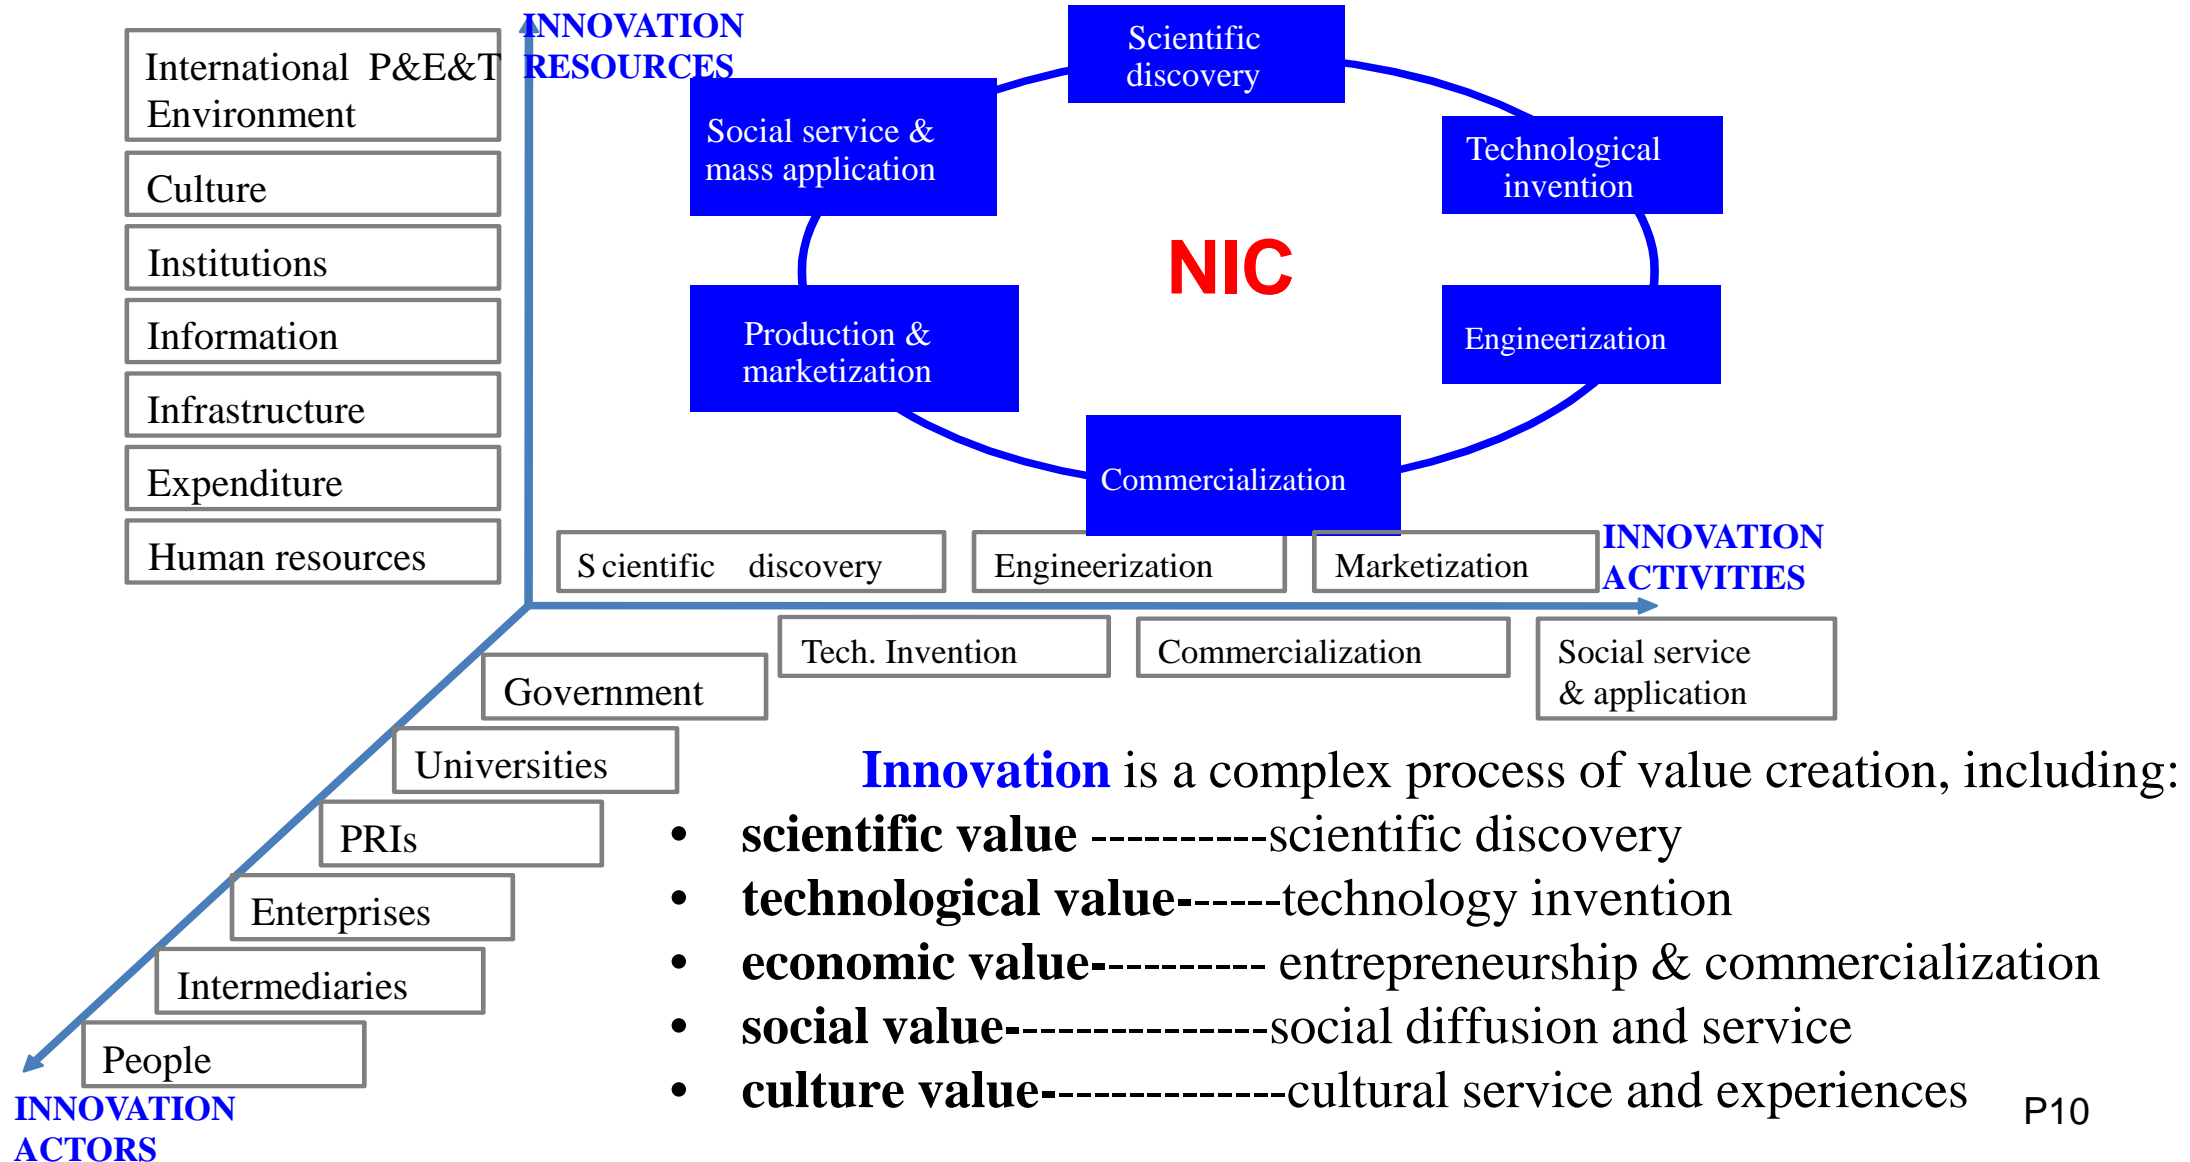 INNOVATION
RESOURCES
International P&E&T
Environment
Culture
Institutions
Information
Infrastructure
Expenditure
Human resources
Scientific
discovery
Social service &
mass application
Technological
invention
NIC
Production &
marketization
Engineerization
Commercialization
S cientific discovery
Engineerization
Marketization
INNOVATION
ACTIVITIES
Tech. Invention
Commercialization
Social service
& application
Government
Universities
PRIs
Enterprises
Intermediaries
People
INNOVATION
ACTORS
Innovation is a complex process of value creation, including:
• scientific value ----------scientific discovery
• technological value------technology invention
• economic value---------- entrepreneurship & commercialization
• social value---------------social diffusion and service
• culture value--------------cultural service and experiences
P10